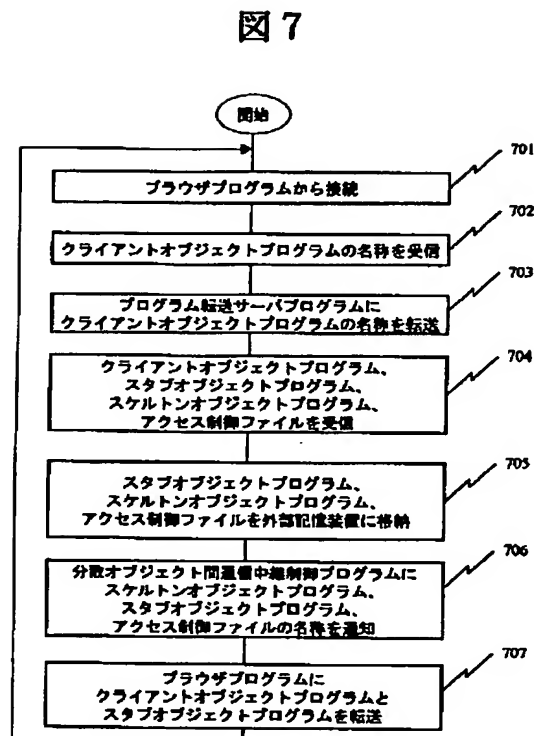 図７
開始
701
ブラウザプログラムから接続
702
クライアントオブジェクトプログラムの名称を受信
703
プログラム転送サーバプログラムに
クライアントオブジェクトプログラムの名称を転送
704
クライアントオブジェクトプログラム、
スタブオブジェクトプログラム、
スケルトンオブジェクトプログラム、
アクセス制御ファイルを受信
705
スタブオブジェクトプログラム、
スケルトンオブジェクトプログラム、
アクセス制御ファイルを外部記憶装置に格納
706
分散オブジェクト間通信中継制御プログラムに
スケルトンオブジェクトプログラム、
スタブオブジェクトプログラム、
アクセス制御ファイルの名称を通知
707
ブラウザプログラムに
クライアントオブジェクトプログラムと
スタブオブジェクトプログラムを転送